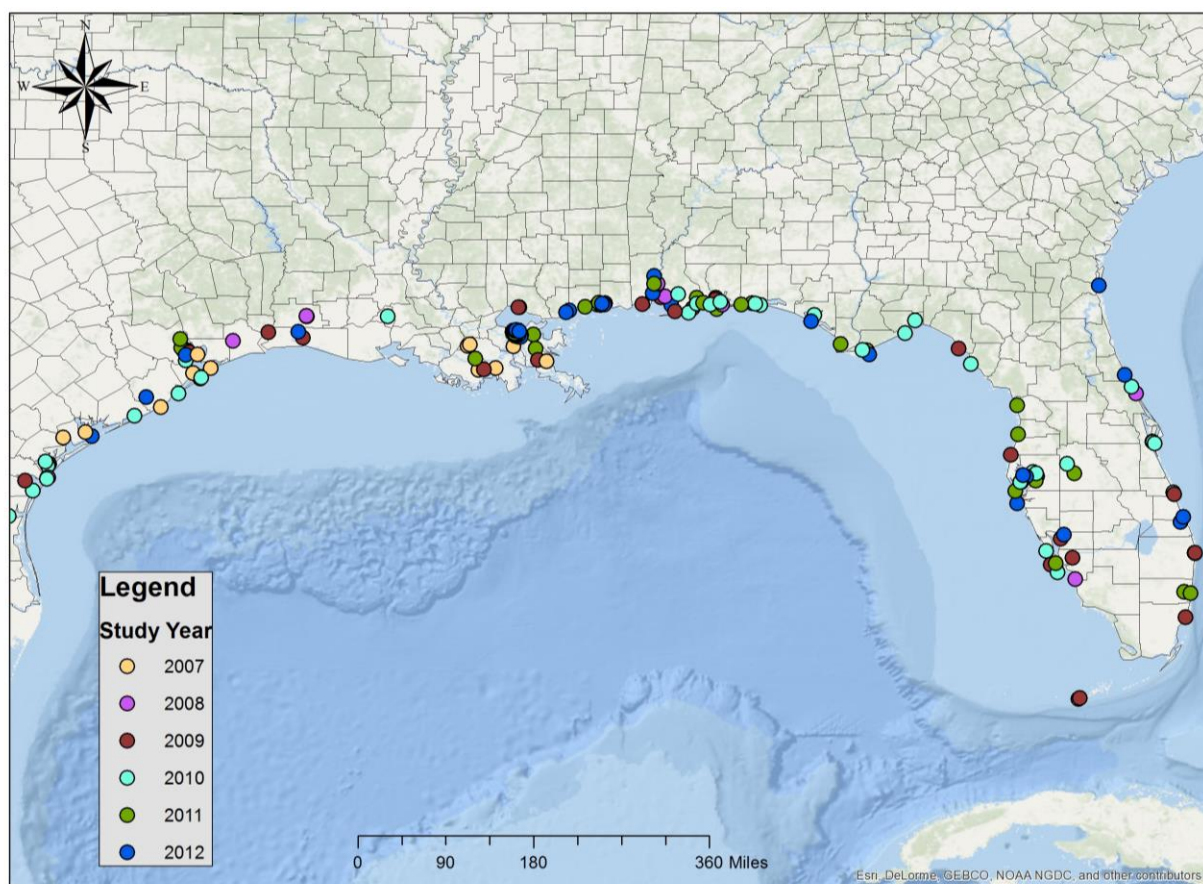 N
W E
S
Legend
Study Year
2007
2008
2009
2010
2011
2012
0 90 180 360 Miles
Esri, DeLorme, GEBCO, NOAA NGDC, and other contributors